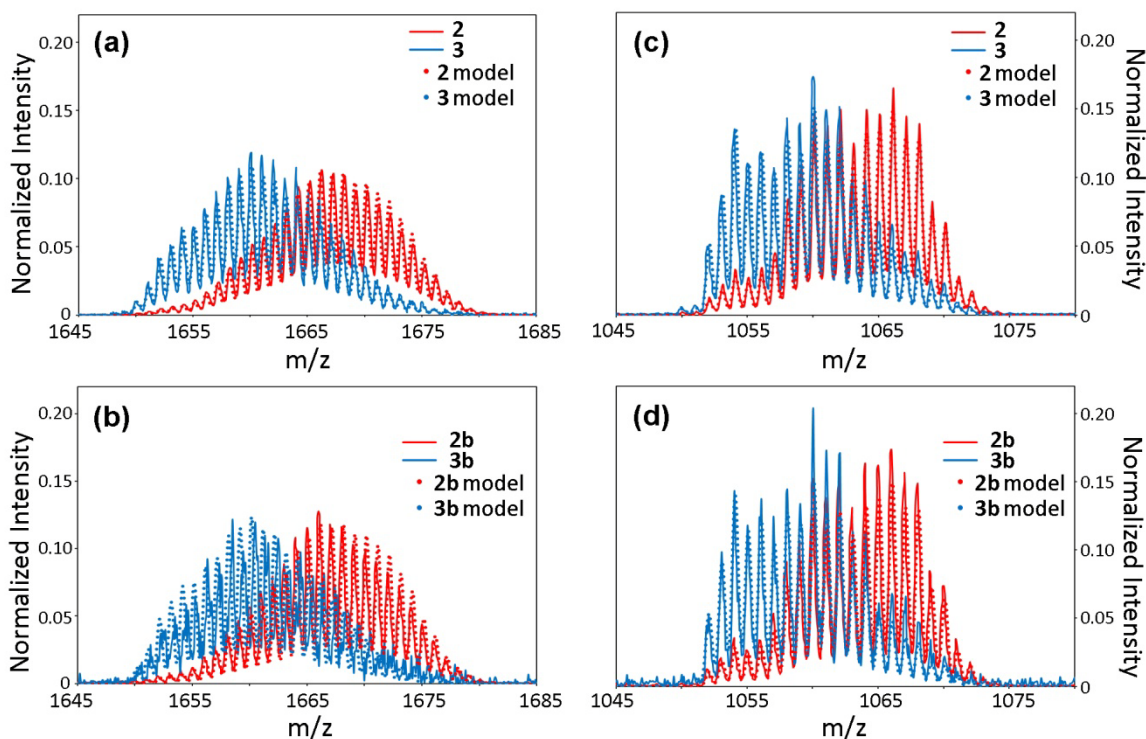 (a)
2
3
2 model
3 model
Normalized Intensity
0.20
0.15
0.10
0.05
0
1645 1655 1665 1675 1685
m/z
(c)
2
3
2 model
3 model
Normalized Intensity
0.20
0.15
0.10
0.05
0
1045 1055 1065 1075
m/z
(b)
2b
3b
2b model
3b model
Normalized Intensity
0.20
0.15
0.10
0.05
0
1645 1655 1665 1675 1685
m/z
(d)
2b
3b
2b model
3b model
Normalized Intensity
0.20
0.15
0.10
0.05
0
1045 1055 1065 1075
m/z